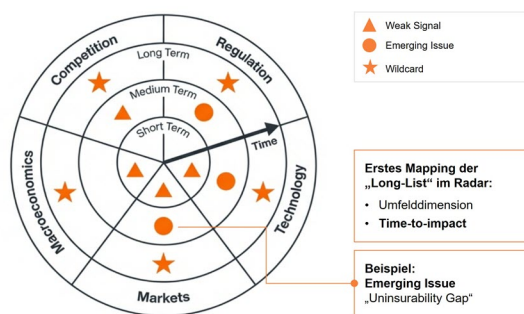 Competition
Regulation
Long Term
Medium Term
Short Term
Time
Macroeconomics
Technology
Markets
Weak Signal
Emerging Issue
Wildcard
Erstes Mapping der
„Long-List“ im Radar:
• Umfelddimension
• Time-to-impact
Beispiel:
Emerging Issue
„Uninsurability Gap“